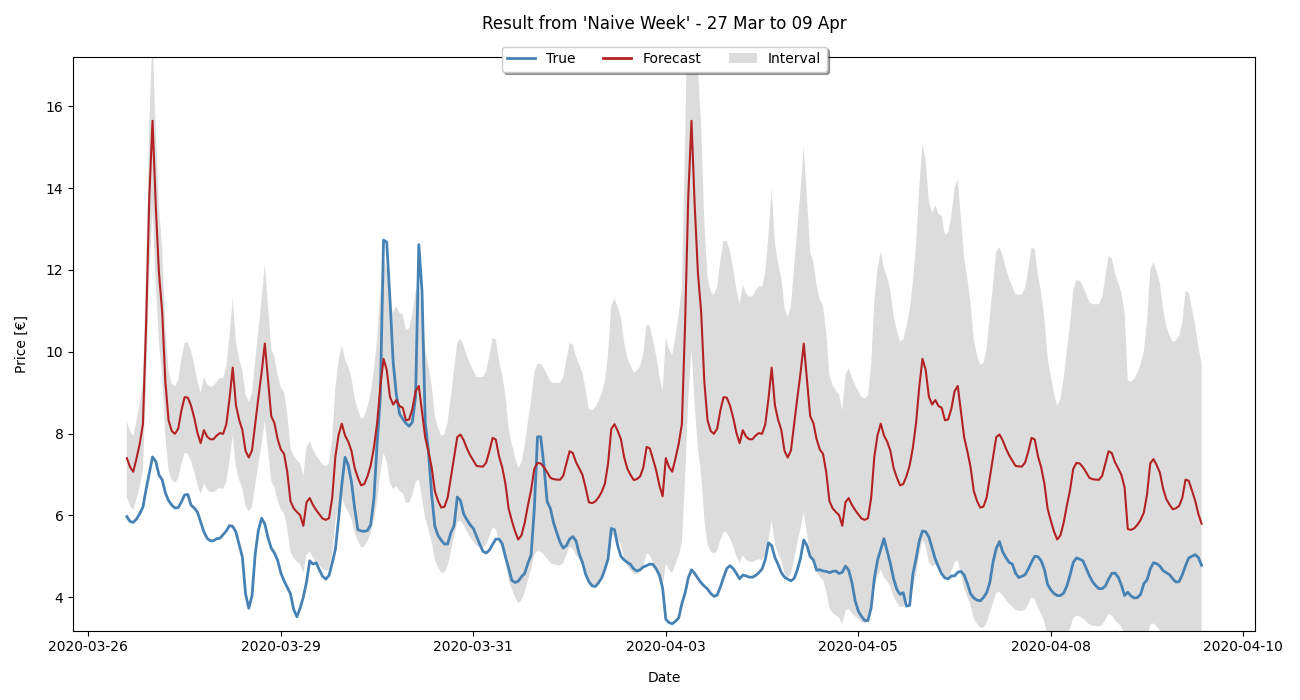 Result from 'Naive Week' - 27 Mar to 09 Apr
True
Forecast
Interval
16
14
12
10
8
6
4
Price [€]
2020-03-26
2020-03-29
2020-03-31
2020-04-03
2020-04-05
2020-04-08
2020-04-10
Date